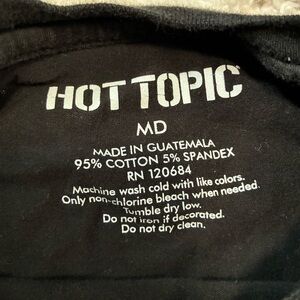 HOT TOPIC
MD
MADE IN GUATEMALA
95% COTTON 5% SPANDEX
RN 120684
Machine wash cold with like colors.
Only non-chlorine bleach when needed.
Tumble dry low.
Do not iron if decorated.
Do not dry clean.